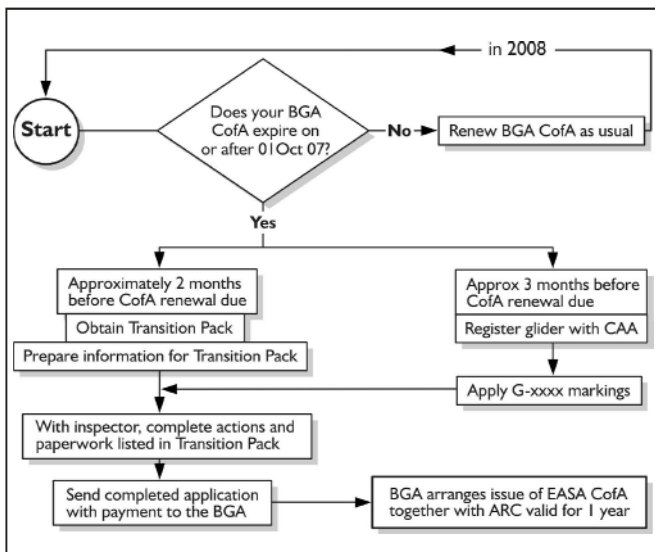 in 2008
Start
Does your BGA
CofA expire on
or after 01Oct 07?
No
Renew BGA CofA as usual
Yes
Approximately 2 months
before CofA renewal due
Obtain Transition Pack
Prepare information for Transition Pack
Approx 3 months before
CofA renewal due
Register glider with CAA
Apply G-xxxx markings
With inspector, complete actions and
paperwork listed in Transition Pack
Send completed application
with payment to the BGA
BGA arranges issue of EASA CofA
together with ARC valid for 1 year